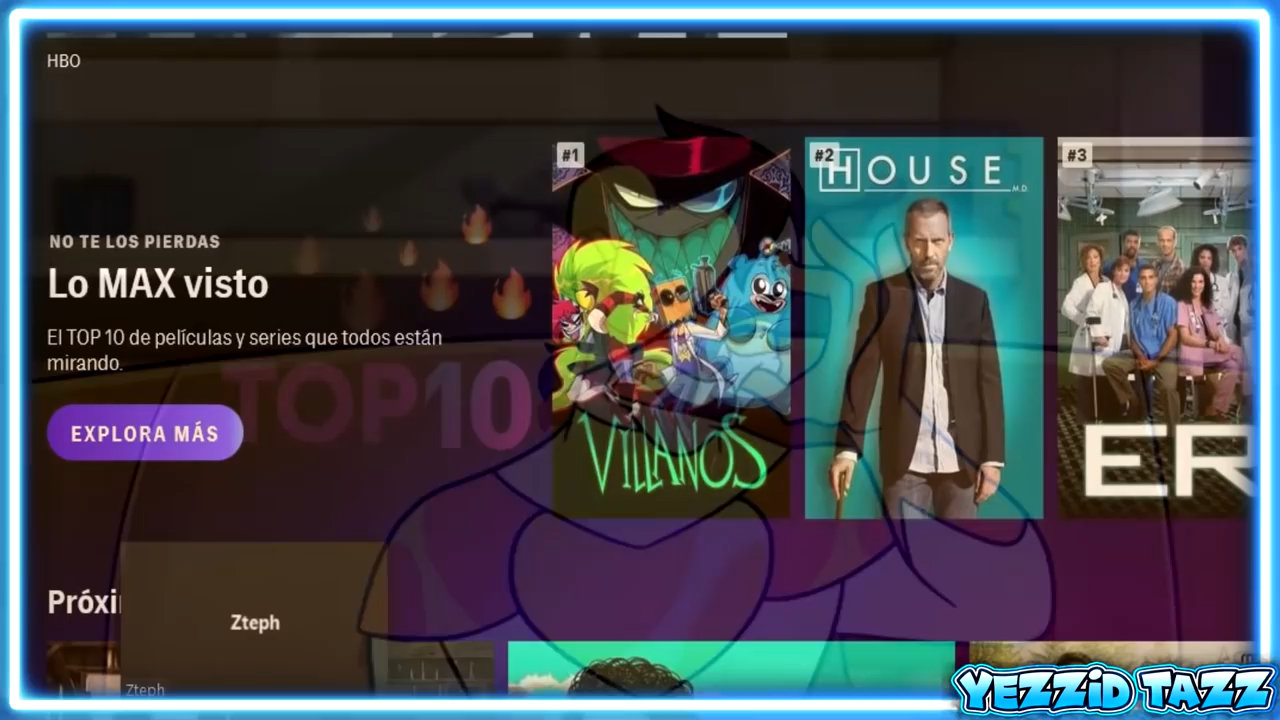 HBO
NO TE LOS PIERDAS
Lo MAX visto
El TOP 10 de películas y series que todos están
mirando.
TOP10
EXPLORA MÁS
#1
VILLANOS
#2
HOUSE
M.D.
#3
ER
Próxi
Zteph
Zteph
YEZZiD TAZZ